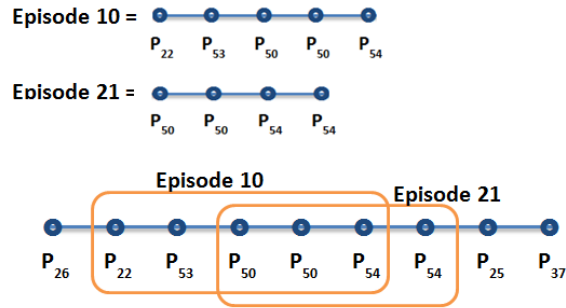 Episode 10 =
P22 P53 P50 P50 P54
Episode 21 =
P50 P50 P54 P54
Episode 10
Episode 21
P26 P22 P53 P50 P50 P54 P54 P25 P37